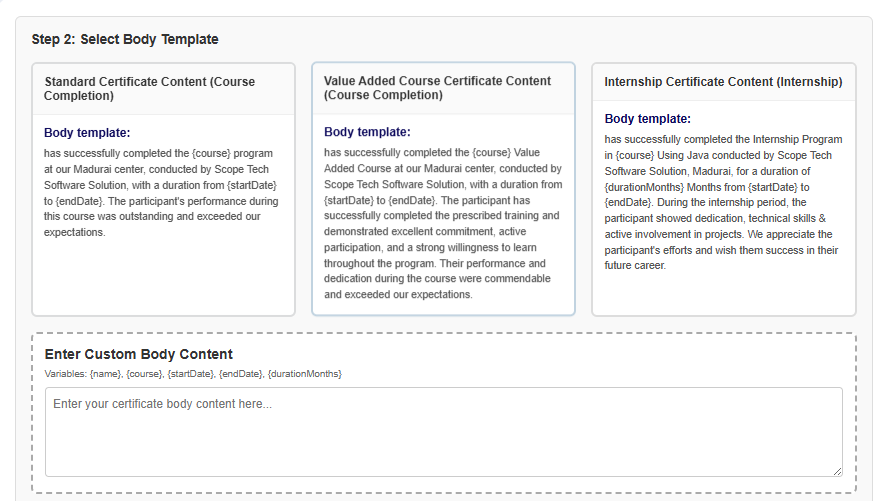 Step 2: Select Body Template
Standard Certificate Content (Course
Completion)
Body template:
has successfully completed the {course} program
at our Madurai center, conducted by Scope Tech
Software Solution, with a duration from {startDate}
to {endDate}. The participant's performance during
this course was outstanding and exceeded our
expectations.
Value Added Course Certificate Content
(Course Completion)
Body template:
has successfully completed the {course} Value
Added Course at our Madurai center, conducted by
Scope Tech Software Solution, with a duration from
{startDate} to {endDate}. The participant has
successfully completed the prescribed training and
demonstrated excellent commitment, active
participation, and a strong willingness to learn
throughout the program. Their performance and
dedication during the course were commendable
and exceeded our expectations.
Internship Certificate Content (Internship)
Body template:
has successfully completed the Internship Program
in {course} Using Java conducted by Scope Tech
Software Solution, Madurai, for a duration of
{durationMonths} Months from {startDate} to
{endDate}. During the internship period, the
participant showed dedication, technical skills &
active involvement in projects. We appreciate the
participant's efforts and wish them success in their
future career.
Enter Custom Body Content
Variables: {name}, {course}, {startDate}, {endDate}, {durationMonths}
Enter your certificate body content here...